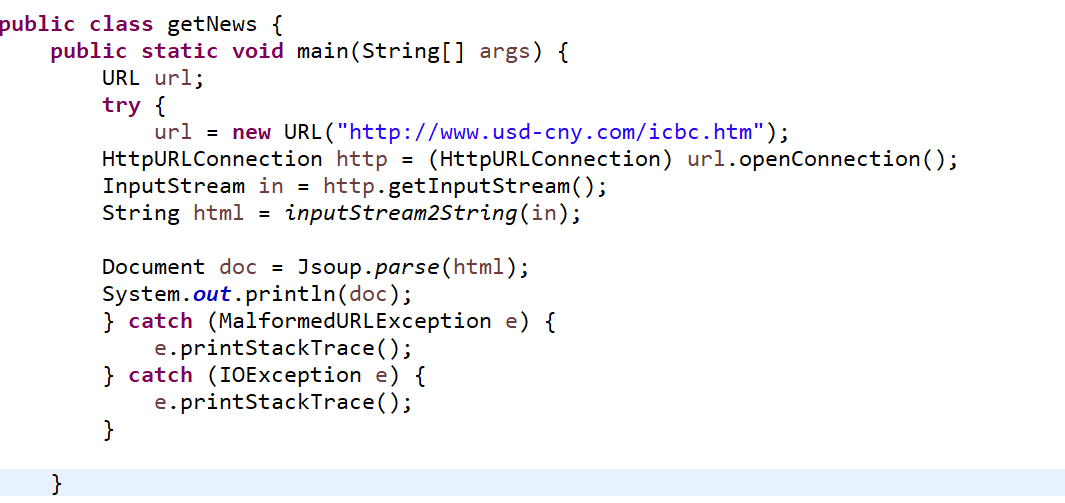 public class getNews {
    public static void main(String[] args) {
        URL url;
        try {
            url = new URL("http://www.usd-cny.com/icbc.htm");
        HttpURLConnection http = (HttpURLConnection) url.openConnection();
        InputStream in = http.getInputStream();
        String html = inputStream2String(in);

        Document doc = Jsoup.parse(html);
        System.out.println(doc);
        } catch (MalformedURLException e) {
            e.printStackTrace();
        } catch (IOException e) {
            e.printStackTrace();
        }

    }